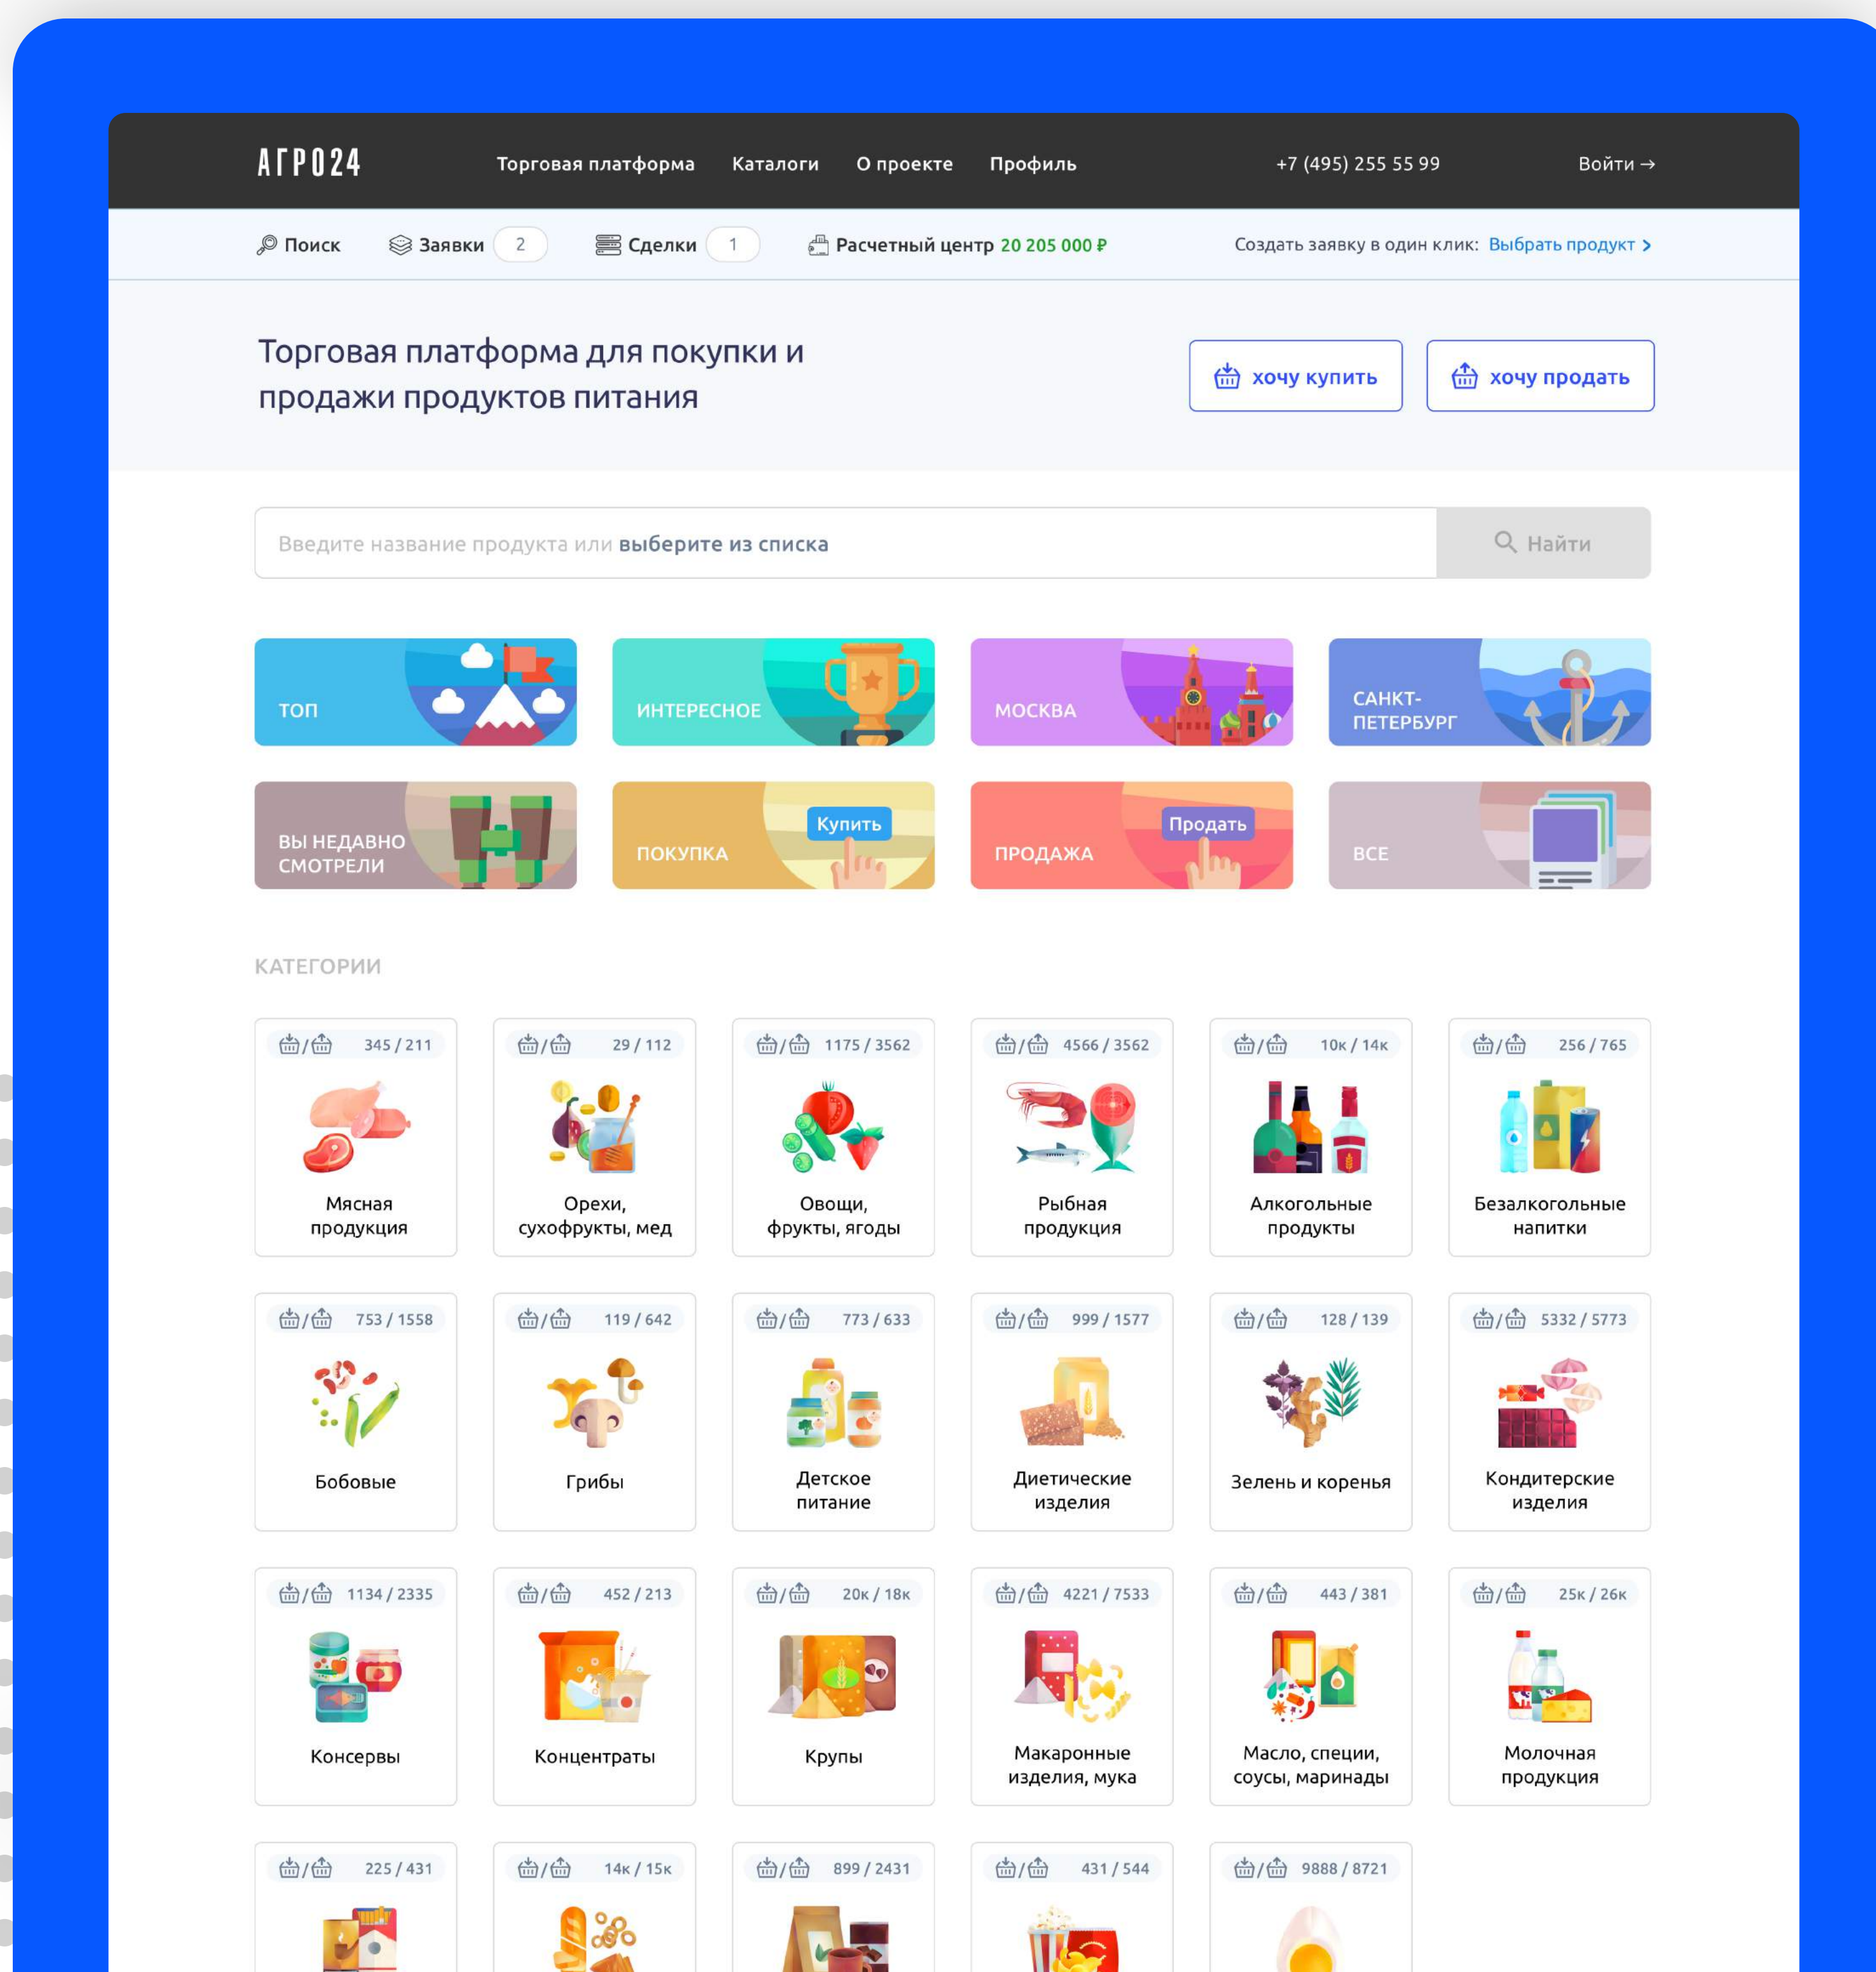 АГРО24
Торговая платформа
Каталоги
О проекте
Профиль
+7 (495) 255 55 99
Войти →
Поиск
Заявки 2
Сделки 1
Расчетный центр 20 205 000 ₽
Создать заявку в один клик: Выбрать продукт >
Торговая платформа для покупки и
продажи продуктов питания
хочу купить
хочу продать
Введите название продукта или выберите из списка
Найти
ТОП
ИНТЕРЕСНОЕ
МОСКВА
САНКТ-
ПЕТЕРБУРГ
ВЫ НЕДАВНО
СМОТРЕЛИ
ПОКУПКА
Купить
ПРОДАЖА
Продать
ВСЕ
КАТЕГОРИИ
345 / 211
Мясная
продукция
29 / 112
Орехи,
сухофрукты, мед
1175 / 3562
Овощи,
фрукты, ягоды
4566 / 3562
Рыбная
продукция
10к / 14к
Алкогольные
продукты
256 / 765
Безалкогольные
напитки
753 / 1558
Бобовые
119 / 642
Грибы
773 / 633
Детское
питание
999 / 1577
Диетические
изделия
128 / 139
Зелень и коренья
5332 / 5773
Кондитерские
изделия
1134 / 2335
Консервы
452 / 213
Концентраты
20к / 18к
Крупы
4221 / 7533
Макаронные
изделия, мука
443 / 381
Масло, специи,
соусы, маринады
25к / 26к
Молочная
продукция
225 / 431
14к / 15к
899 / 2431
431 / 544
9888 / 8721